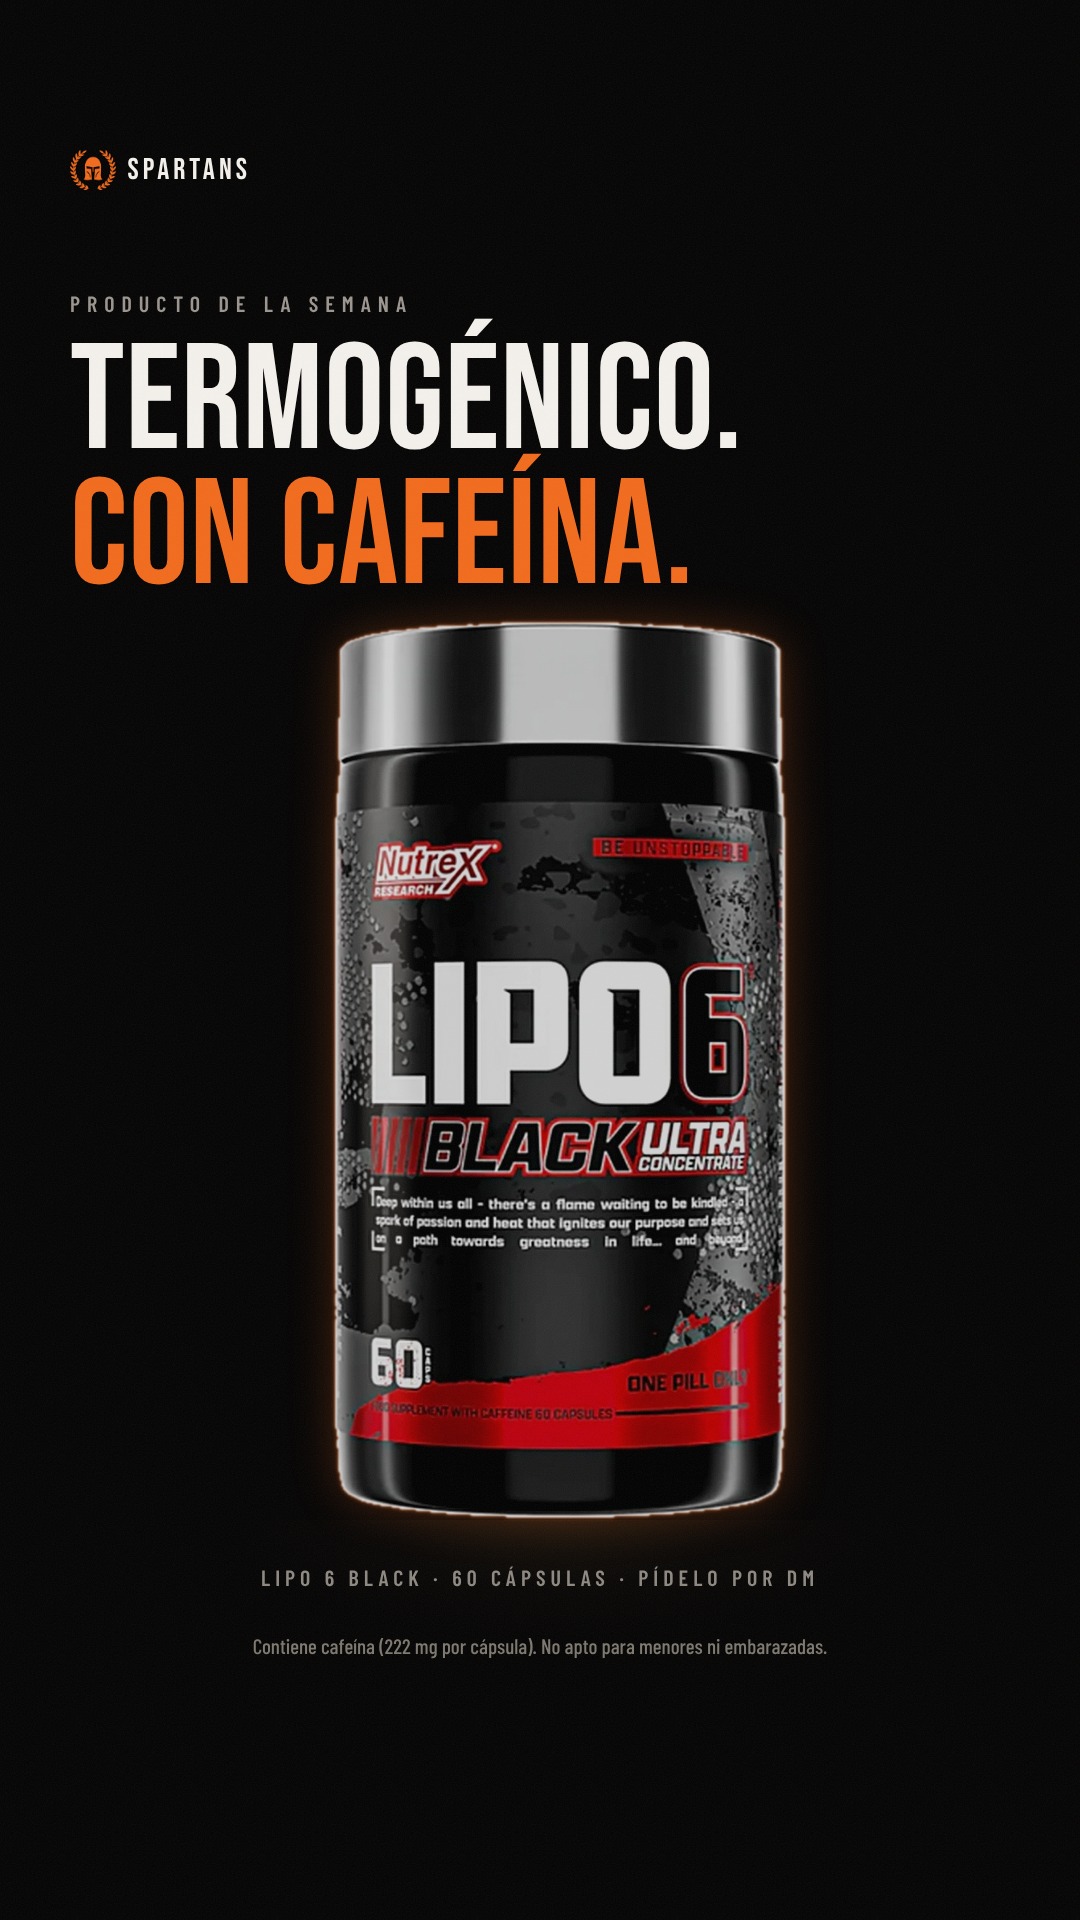 SPARTANS
PRODUCTO DE LA SEMANA
TERMOGÉNICO.
CON CAFEÍNA.
Nutrex
RESEARCH
BE UNSTOPPABLE
LIPO6
BLACK ULTRA
CONCENTRATE
Deep within us all - there's a flame waiting to be kindled - a
spark of passion and heat that ignites our purpose and sets us
on a path towards greatness in life... and beyond
60 CAPS
ONE PILL ONLY
SUPPLEMENT WITH CAFFEINE 60 CAPSULES
LIPO 6 BLACK · 60 CÁPSULAS · PÍDELO POR DM
Contiene cafeína (222 mg por cápsula). No apto para menores ni embarazadas.